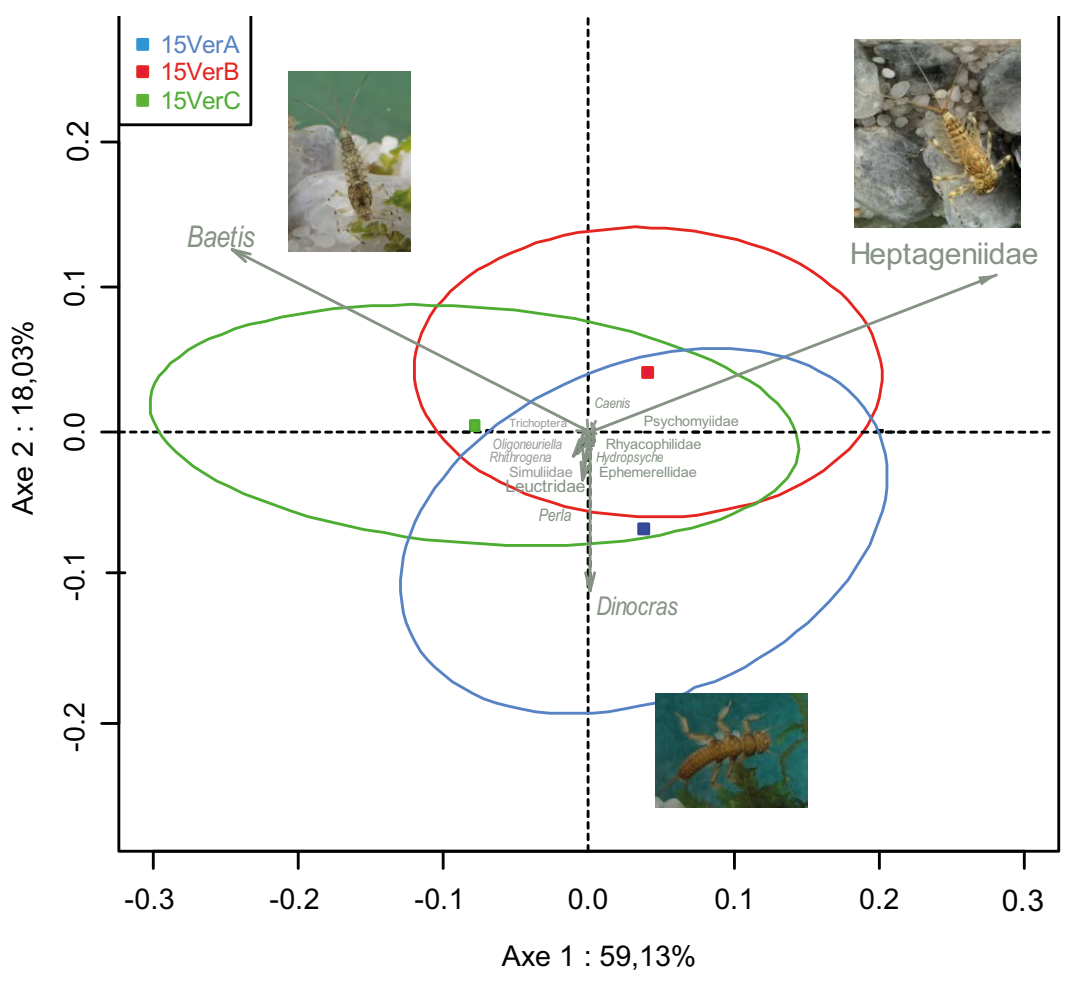 15VerA
15VerB
15VerC
Baetis
Heptageniidae
Caenis
Trichoptera
Psychomyiidae
Oligoneuriella
Rhyacophilidae
Rhithrogena
Hydropsyche
Simuliidae
Ephemerellidae
Leuctridae
Perla
Dinocras
Axe 2 : 18,03%
0.2
0.1
0.0
-0.1
-0.2
-0.3 -0.2 -0.1 0.0 0.1 0.2 0.3
Axe 1 : 59,13%